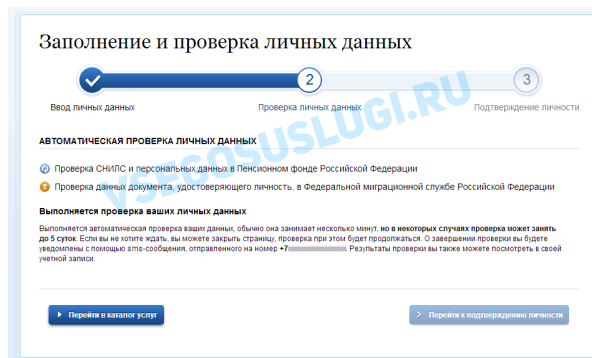 Заполнение и проверка личных данных
2
3
Ввод личных данных
Проверка личных данных
Подтверждение личности
VSEGOSUSLUGI.RU
АВТОМАТИЧЕСКАЯ ПРОВЕРКА ЛИЧНЫХ ДАННЫХ
Проверка СНИЛС и персональных данных в Пенсионном фонде Российской Федерации
Проверка данных документа, удостоверяющего личность, в Федеральной миграционной службе Российской Федерации
Выполняется проверка ваших личных данных
Выполняется автоматическая проверка ваших данных, обычно она занимает несколько минут, но в некоторых случаях проверка может занять
до 5 суток. Если вы не хотите ждать, вы можете закрыть страницу, проверка при этом будет продолжаться. О завершении проверки вы будете
уведомлены с помощью sms-сообщения, отправленного на номер +7 . Результаты проверки вы также можете посмотреть в своей
учетной записи.
Перейти в каталог услуг
Перейти к подтверждению личности